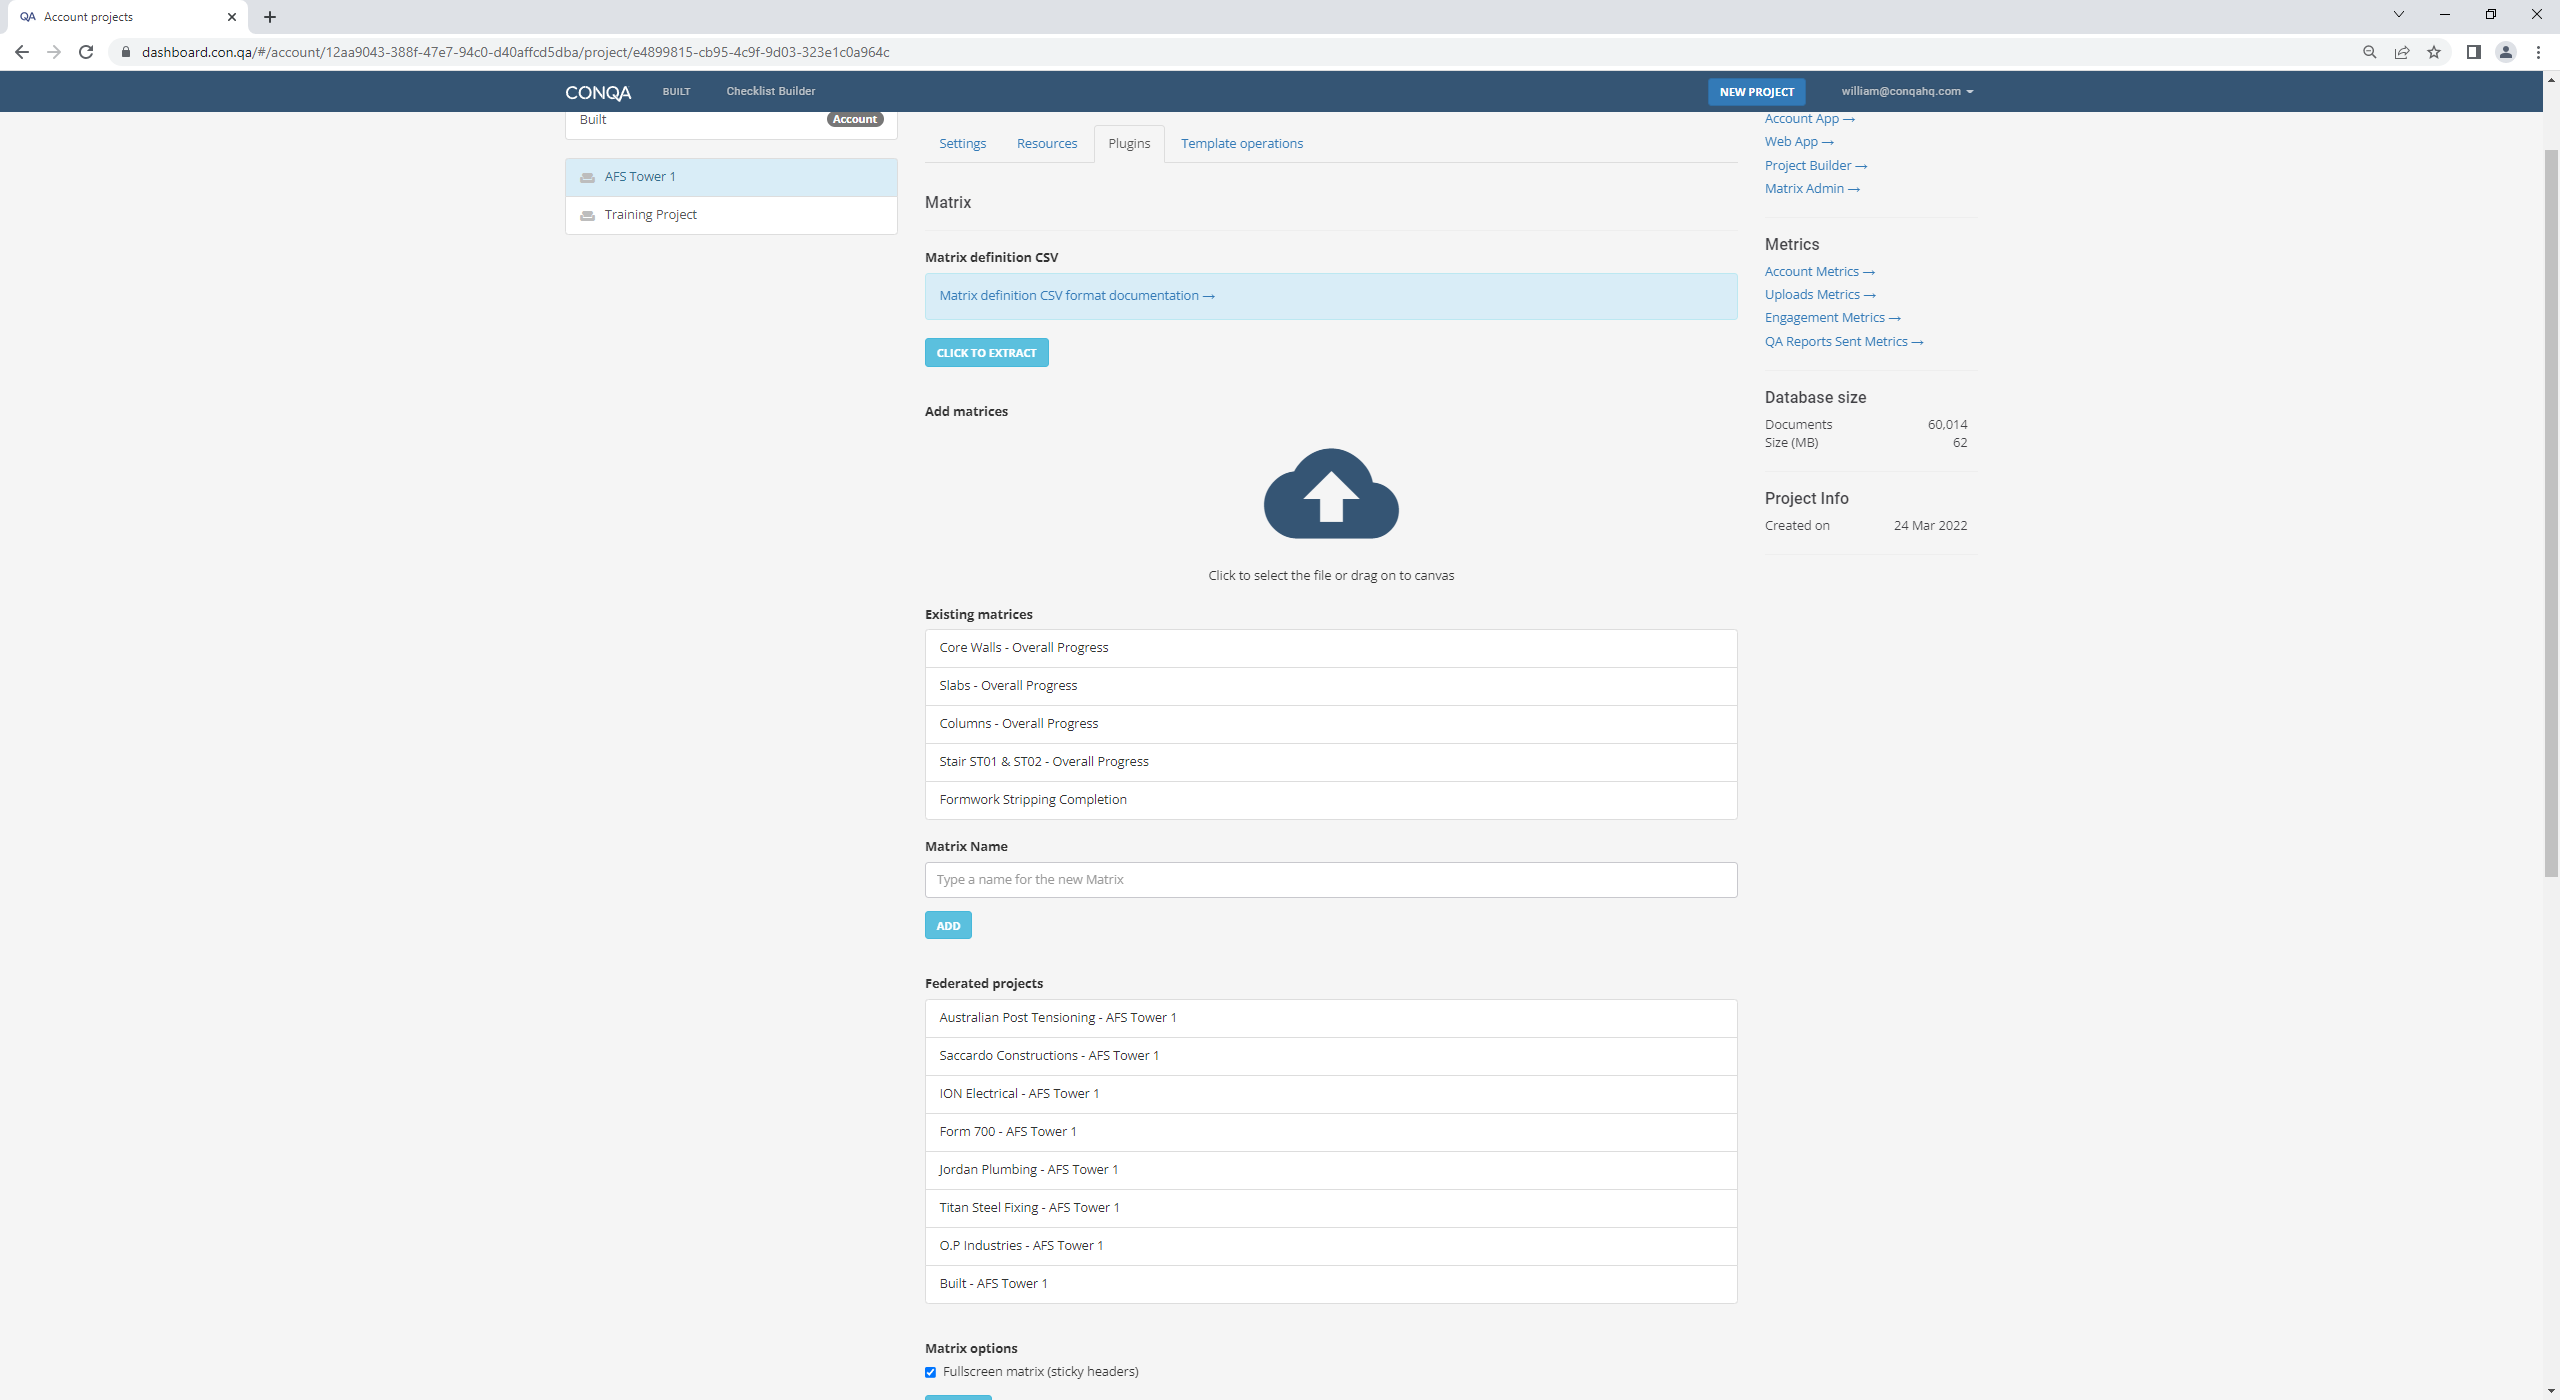 Account projects
dashboard.con.qa/#/account/12aa9043-388f-47e7-94c0-d40affcd5dba/project/e4899815-cb95-4c9f-9d03-323e1c0a964c
CONQA BUILT Checklist Builder NEW PROJECT william@conqahq.com
Built Account
AFS Tower 1
Training Project
Settings Resources Plugins Template operations
Matrix
Matrix definition CSV
Matrix definition CSV format documentation →
CLICK TO EXTRACT
Add matrices
Click to select the file or drag on to canvas
Existing matrices
Core Walls - Overall Progress
Slabs - Overall Progress
Columns - Overall Progress
Stair ST01 & ST02 - Overall Progress
Formwork Stripping Completion
Matrix Name
Type a name for the new Matrix
ADD
Federated projects
Australian Post Tensioning - AFS Tower 1
Saccardo Constructions - AFS Tower 1
ION Electrical - AFS Tower 1
Form 700 - AFS Tower 1
Jordan Plumbing - AFS Tower 1
Titan Steel Fixing - AFS Tower 1
O.P Industries - AFS Tower 1
Built - AFS Tower 1
Matrix options
Fullscreen matrix (sticky headers)
Account App →
Web App →
Project Builder →
Matrix Admin →
Metrics
Account Metrics →
Uploads Metrics →
Engagement Metrics →
QA Reports Sent Metrics →
Database size
Documents 60,014
Size (MB) 62
Project Info
Created on 24 Mar 2022